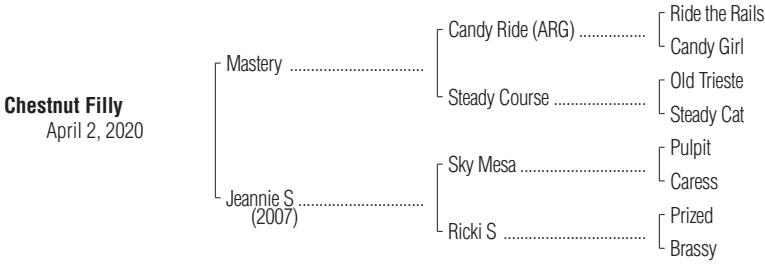 Chestnut Filly
April 2, 2020
Mastery ................................
Jeannie S ..............................
(2007)
Candy Ride (ARG) ................
Steady Course ......................
Sky Mesa ..............................
Ricki S ..................................
Ride the Rails
Candy Girl
Old Trieste
Steady Cat
Pulpit
Caress
Prized
Brassy